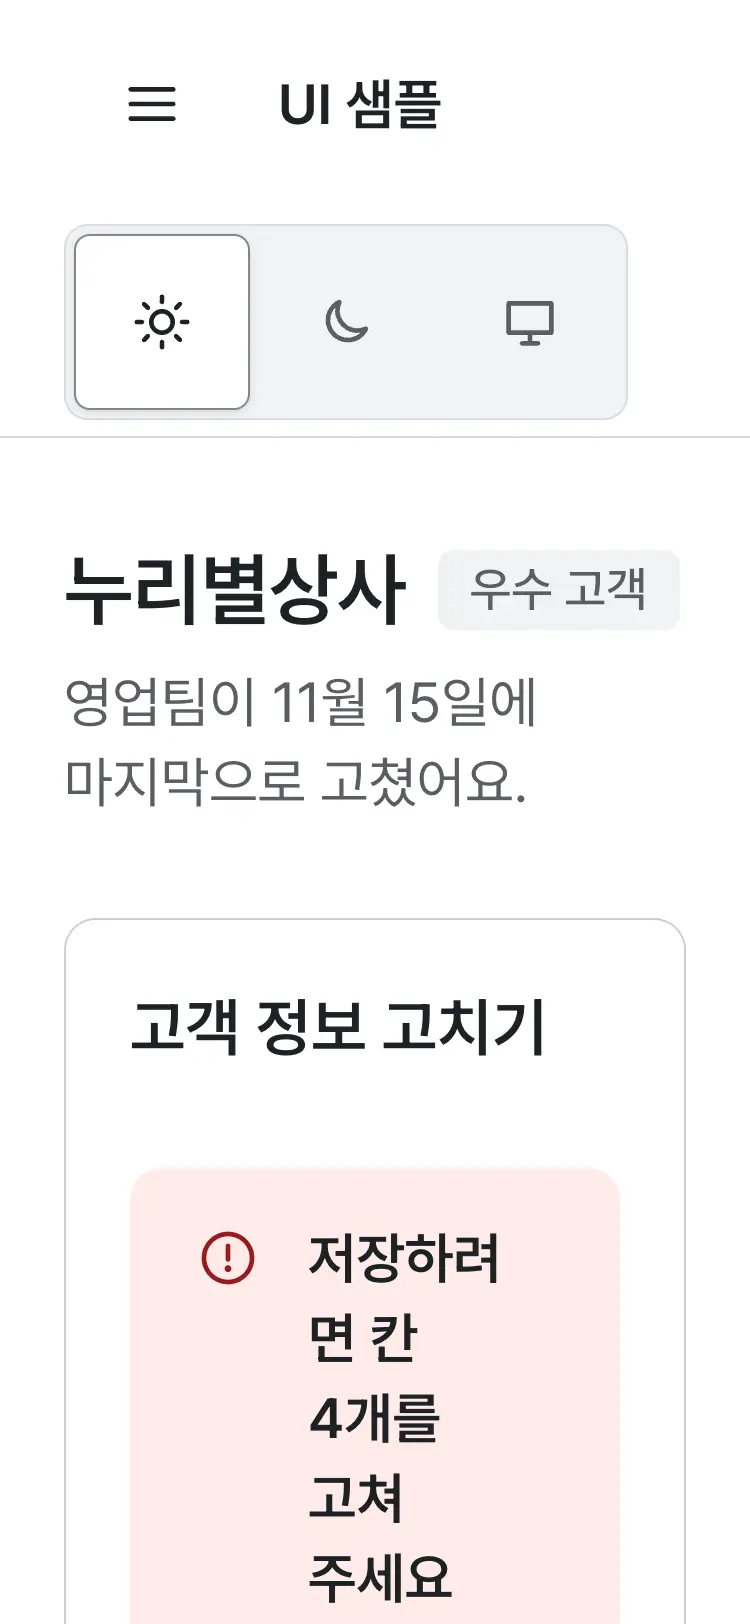 UI 샘플
누리별상사 우수 고객
영업팀이 11월 15일에
마지막으로 고쳤어요.
고객 정보 고치기
저장하려
면 칸
4개를
고쳐
주세요